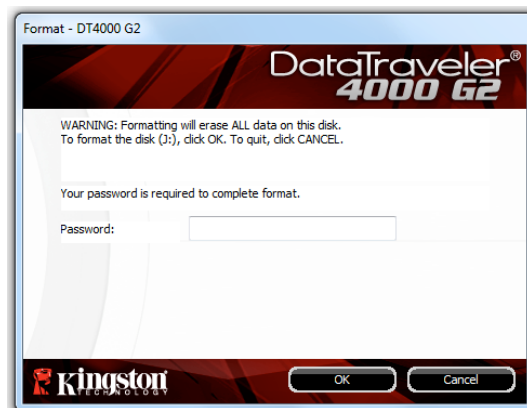 Format - DT4000 G2
DataTraveler®
4000 G2
WARNING: Formatting will erase ALL data on this disk.
To format the disk (J:), click OK. To quit, click CANCEL.
Your password is required to complete format.
Password:
Kingston
TECHNOLOGY
OK
Cancel